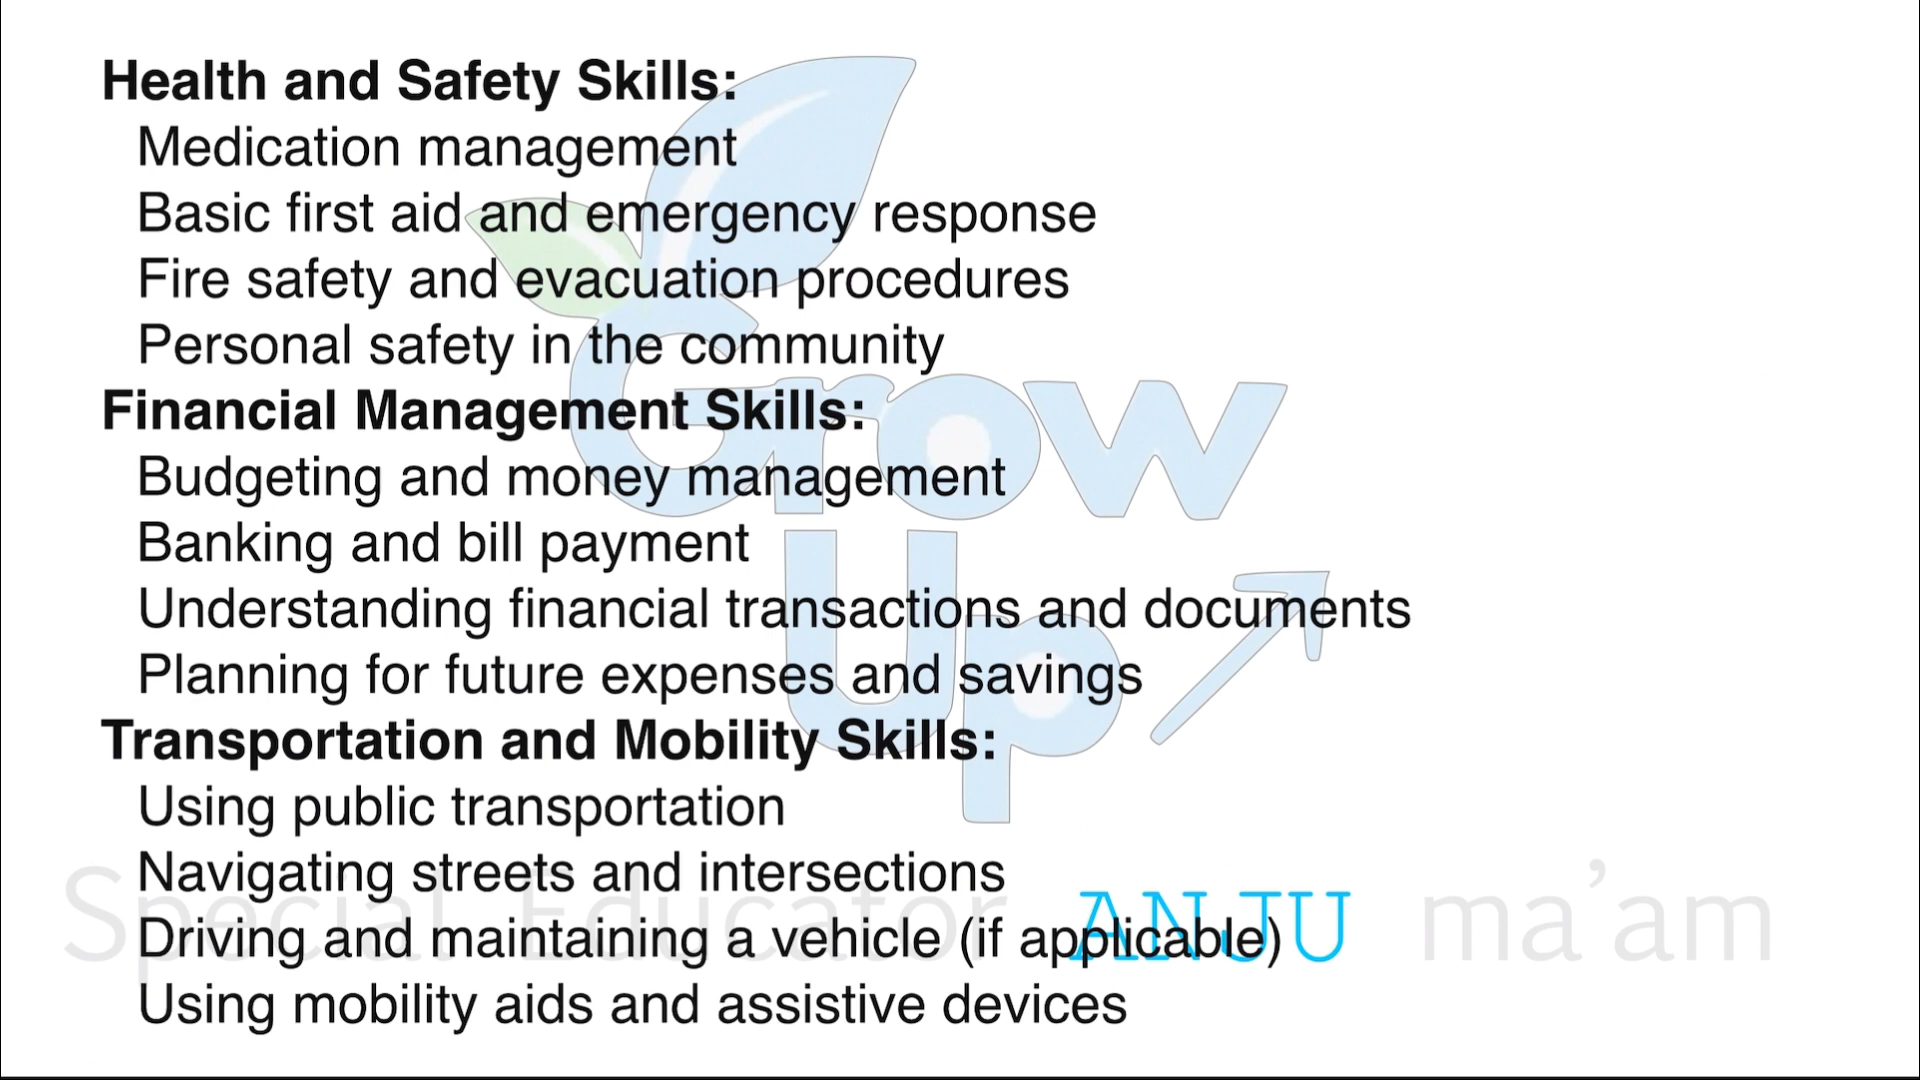 Health and Safety Skills:
Medication management
Basic first aid and emergency response
Fire safety and evacuation procedures
Personal safety in the community
Financial Management Skills:
Budgeting and money management
Banking and bill payment
Understanding financial transactions and documents
Planning for future expenses and savings
Transportation and Mobility Skills:
Using public transportation
Navigating streets and intersections
Driving and maintaining a vehicle (if applicable)
Using mobility aids and assistive devices
Grow
Up
Special Educator ANJU ma’am